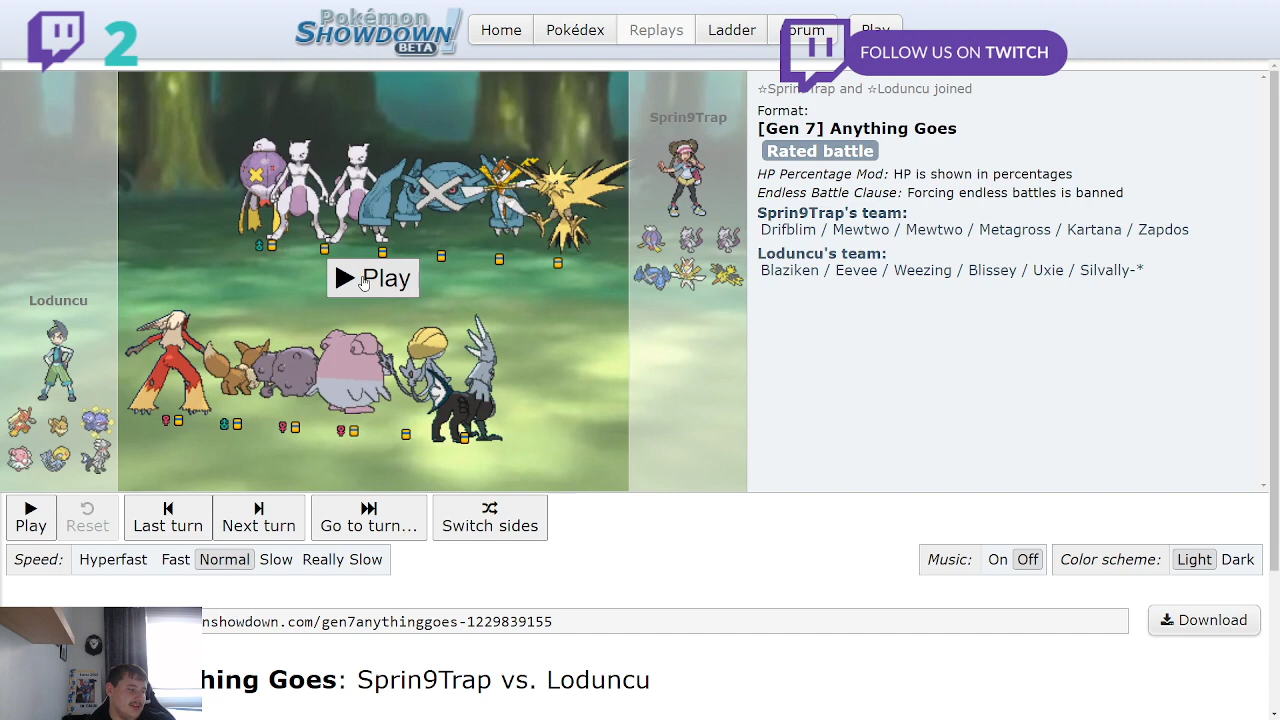 2
Pokémon
SHOWDOWN
BETA
Home
Pokédex
Replays
Ladder
Forum
Play
FOLLOW US ON TWITCH
Loduncu
Sprin9Trap
Play
☆Sprin9Trap and ☆Loduncu joined
Format:
[Gen 7] Anything Goes
Rated battle
HP Percentage Mod: HP is shown in percentages
Endless Battle Clause: Forcing endless battles is banned
Sprin9Trap's team:
Drifblim / Mewtwo / Mewtwo / Metagross / Kartana / Zapdos
Loduncu's team:
Blaziken / Eevee / Weezing / Blissey / Uxie / Silvally-*
Play
Reset
Last turn
Next turn
Go to turn...
Switch sides
Speed: Hyperfast Fast Normal Slow Really Slow
Music: On Off
Color scheme: Light Dark
nshowdown.com/gen7anythinggoes-1229839155
Download
hing Goes: Sprin9Trap vs. Loduncu